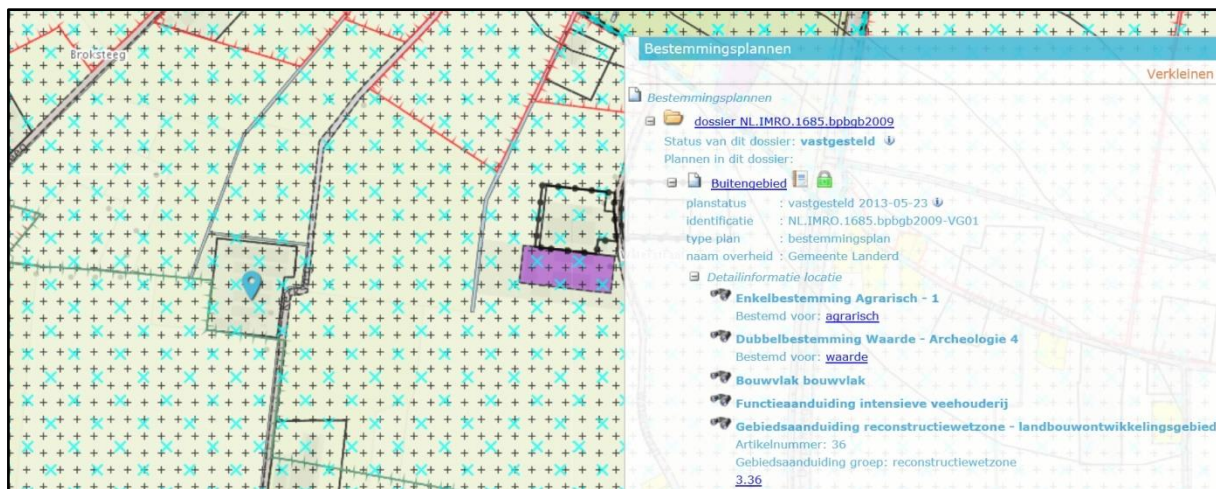 Broksteeg
Bestemmingsplannen
Verkleinen
Bestemmingsplannen
dossier NL.IMRO.1685.bpbgb2009
Status van dit dossier: vastgesteld
Plannen in dit dossier:
Buitengebied
planstatus : vastgesteld 2013-05-23
identificatie : NL.IMRO.1685.bpbgb2009-VG01
type plan : bestemmingsplan
naam overheid : Gemeente Landerd
Detailinformatie locatie
Enkelbestemming Agrarisch - 1
Bestemd voor: agrarisch
Dubbelbestemming Waarde - Archeologie 4
Bestemd voor: waarde
Bouwvlak bouwvlak
Functieaanduiding intensieve veehouderij
Gebiedsaanduiding reconstructiewetzone - landbouwontwikkelingsgebied
Artikelnummer: 36
Gebiedsaanduiding groep: reconstructiewetzone
3.36